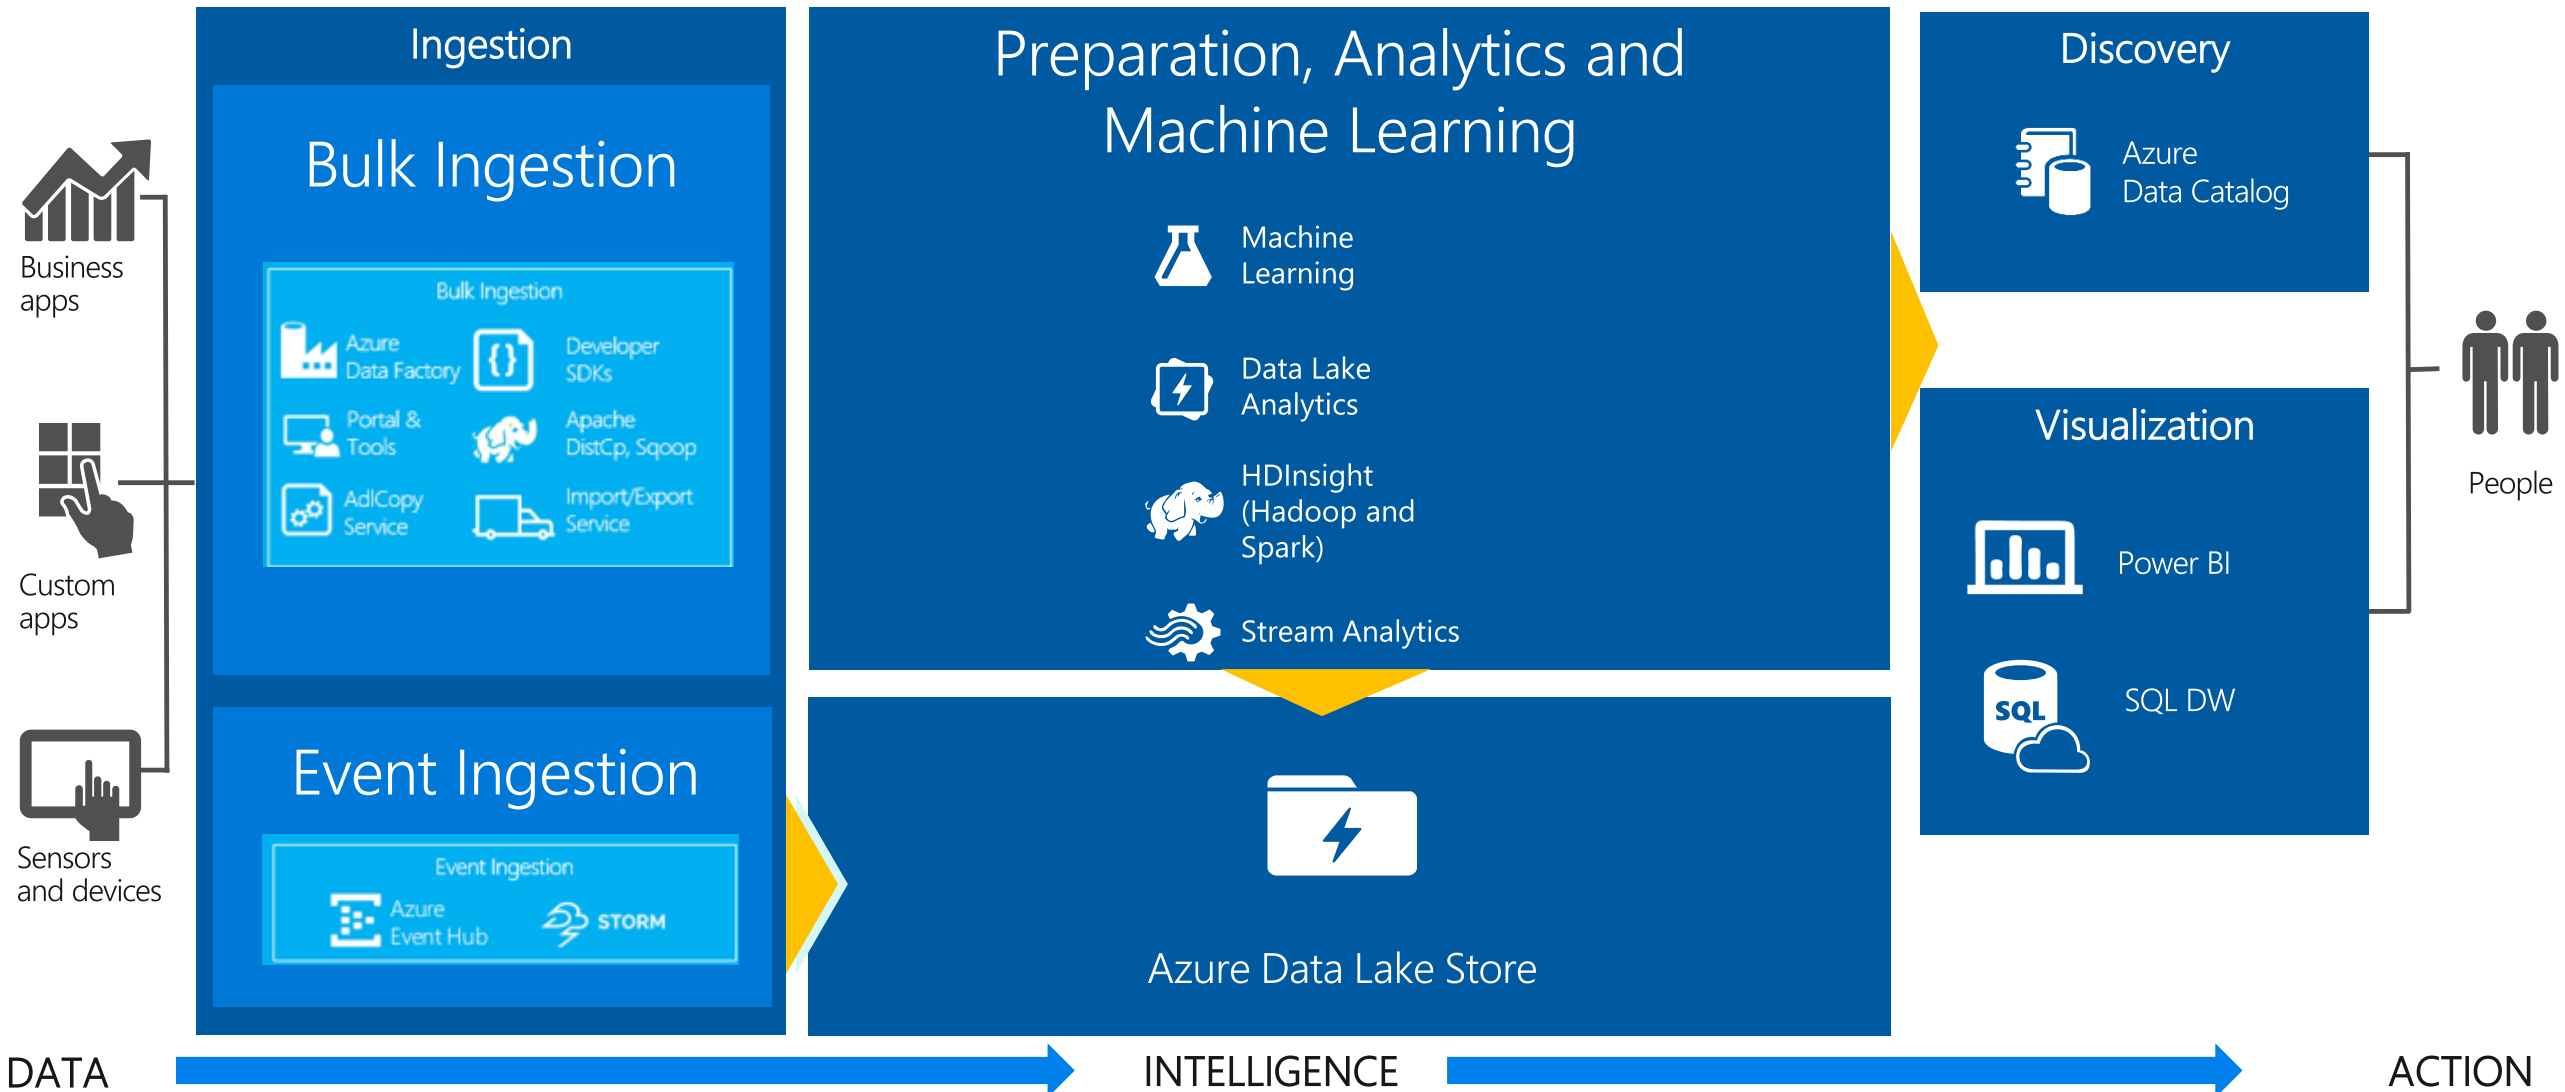 Business
apps
Custom
apps
Sensors
and devices
Ingestion
Bulk Ingestion
Bulk Ingestion
Azure
Data Factory
Developer
SDKs
Portal &
Tools
Apache
DistCp, Sqoop
AdlCopy
Service
Import/Export
Service
Event Ingestion
Event Ingestion
Azure
Event Hub
STORM
Preparation, Analytics and
Machine Learning
Machine
Learning
Data Lake
Analytics
HDInsight
(Hadoop and
Spark)
Stream Analytics
Azure Data Lake Store
Discovery
Azure
Data Catalog
Visualization
Power BI
SQL
SQL DW
People
DATA
INTELLIGENCE
ACTION